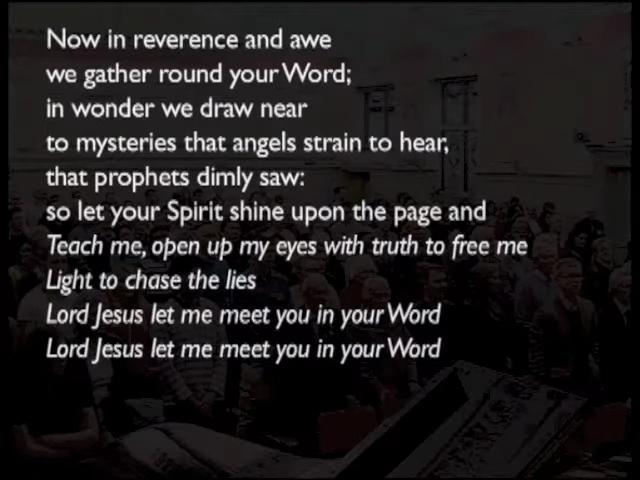 Now in reverence and awe
we gather round your Word;
in wonder we draw near
to mysteries that angels strain to hear,
that prophets dimly saw:
so let your Spirit shine upon the page and
Teach me, open up my eyes with truth to free me
Light to chase the lies
Lord Jesus let me meet you in your Word
Lord Jesus let me meet you in your Word